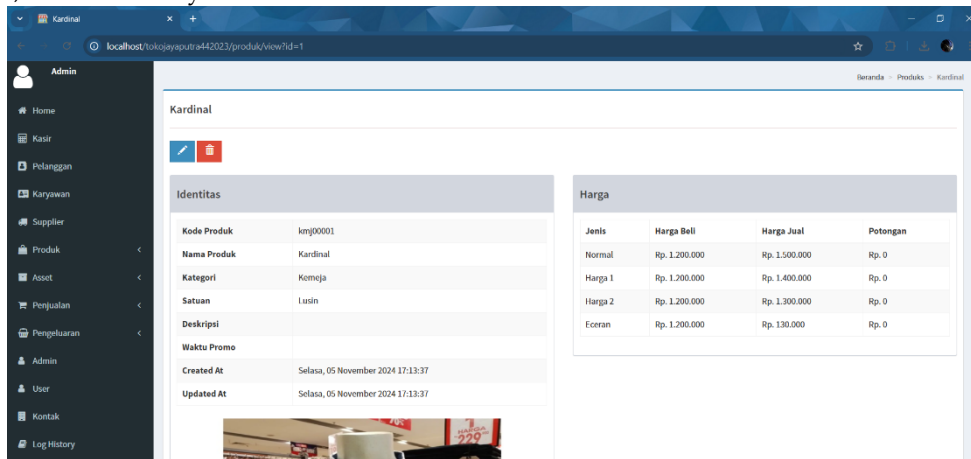 Kardinal
localhost/tokojayaputra442023/produk/view?id=1
Admin
Beranda > Produks > Kardinal
Home
Kasir
Pelanggan
Karyawan
Supplier
Produk
Asset
Penjualan
Pengeluaran
Admin
User
Kontak
Log History
Kardinal
Identitas
Kode Produk kmj00001
Nama Produk Kardinal
Kategori Kemeja
Satuan Lusin
Deskripsi
Waktu Promo
Created At Selasa, 05 November 2024 17:13:37
Updated At Selasa, 05 November 2024 17:13:37
Harga
Jenis Harga Beli Harga Jual Potongan
Normal Rp. 1.200.000 Rp. 1.500.000 Rp. 0
Harga 1 Rp. 1.200.000 Rp. 1.400.000 Rp. 0
Harga 2 Rp. 1.200.000 Rp. 1.300.000 Rp. 0
Eceran Rp. 1.200.000 Rp. 130.000 Rp. 0
70%
HARGA
229